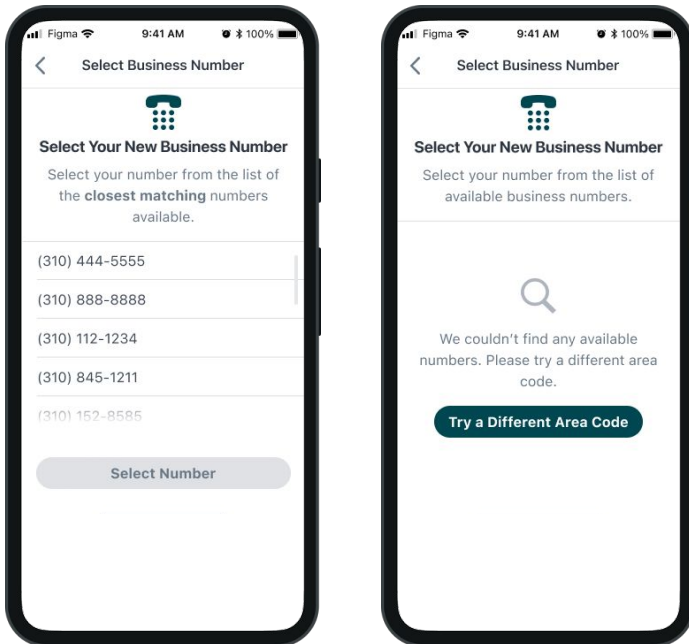 Figma 9:41 AM 100%
Select Business Number
Select Your New Business Number
Select your number from the list of
the closest matching numbers
available.
(310) 444-5555
(310) 888-8888
(310) 112-1234
(310) 845-1211
(310) 152-8585
Select Number
Figma 9:41 AM 100%
Select Business Number
Select Your New Business Number
Select your number from the list of
available business numbers.
We couldn't find any available
numbers. Please try a different area
code.
Try a Different Area Code